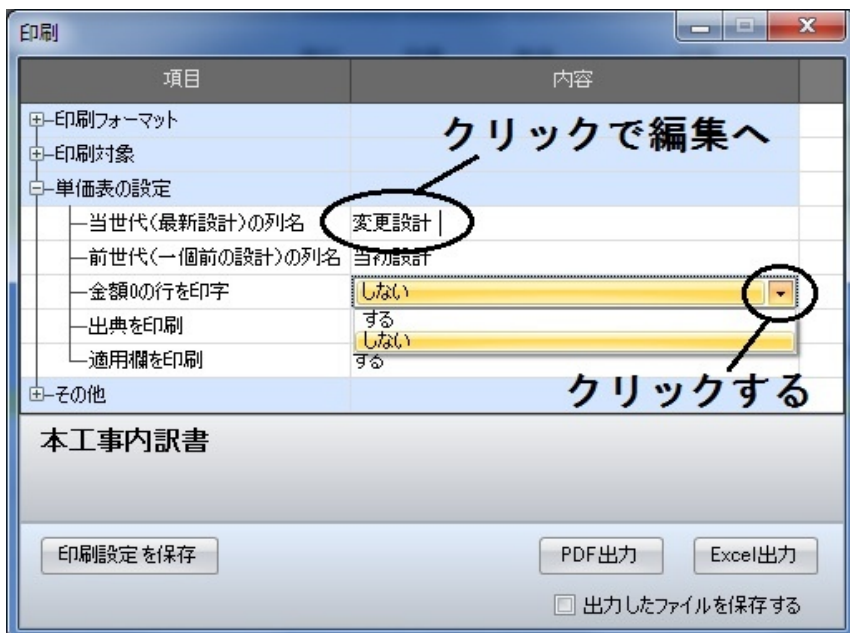 印刷
項目 内容
印刷フォーマット
クリックで編集へ
印刷対象
単価表の設定
当世代(最新設計)の列名 変更設計
前世代(一個前の設計)の列名 当初設計
金額0の行を印字 しない
出典を印刷 する
しない
適用欄を印刷 する
その他
クリックする
本工事内訳書
印刷設定を保存 PDF出力 Excel出力
出力したファイルを保存する